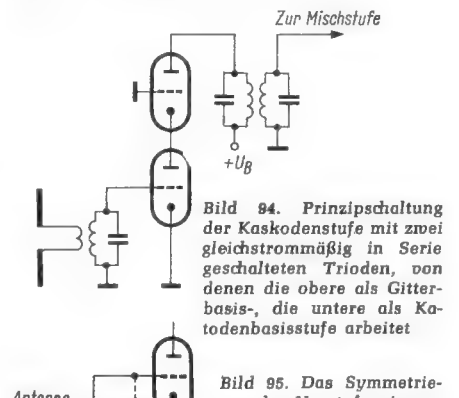 Zur Mischstufe
+U_B
Bild 94. Prinzipschaltung
der Kaskodenstufe mit zwei
gleichstrommäßig in Serie
geschalteten Trioden, von
denen die obere als Gitter-
basis-, die untere als Ka-
todenbasisstufe arbeitet
Bild 95. Das Symmetrie-
Antenne